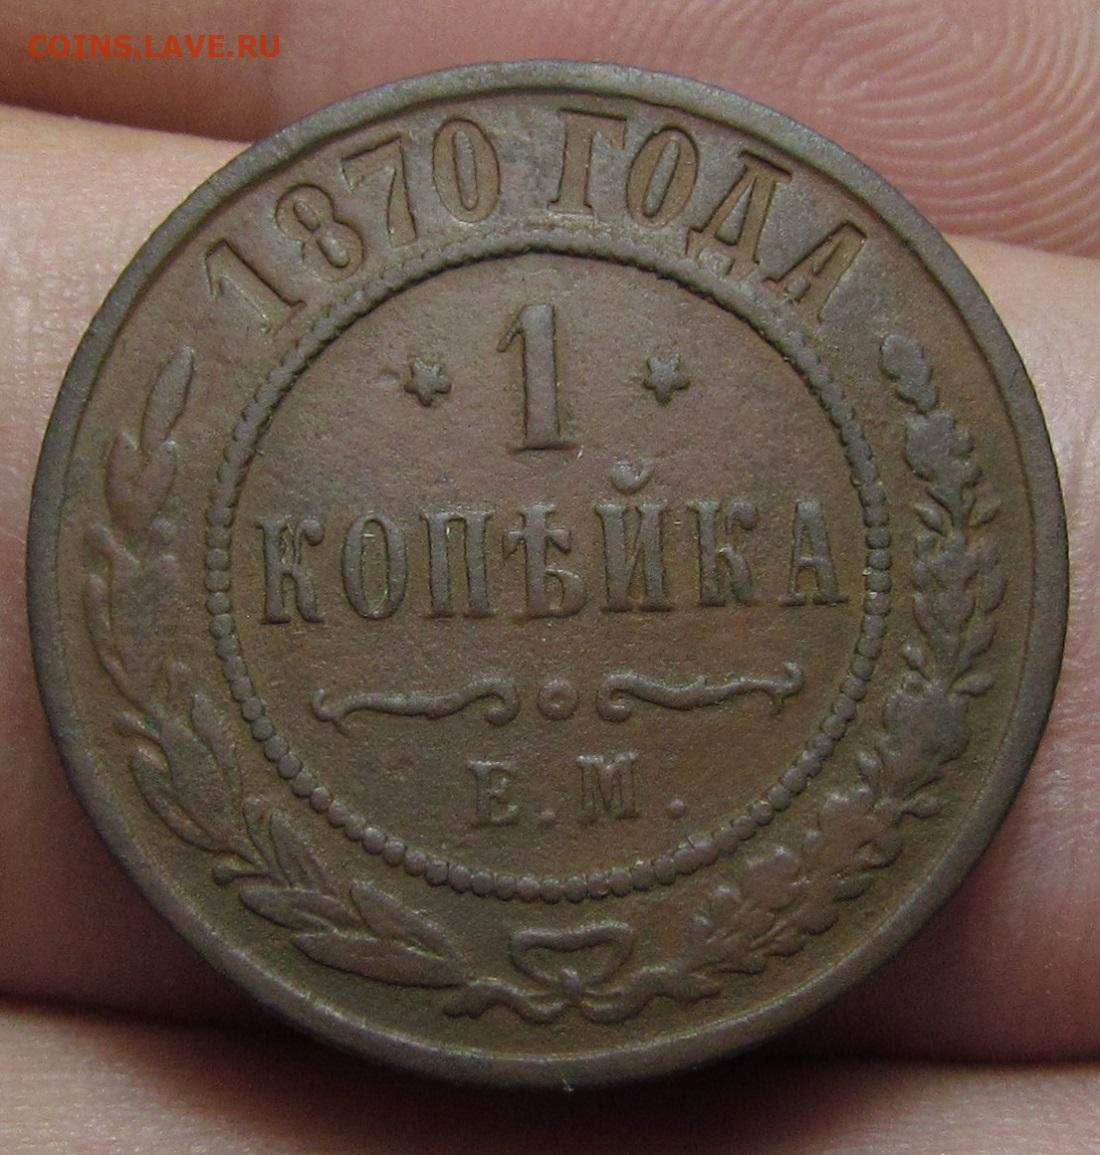 COINS.LAVE.RU
1870 ГОДА
* 1 *
КОПѢЙКА
Е.М.